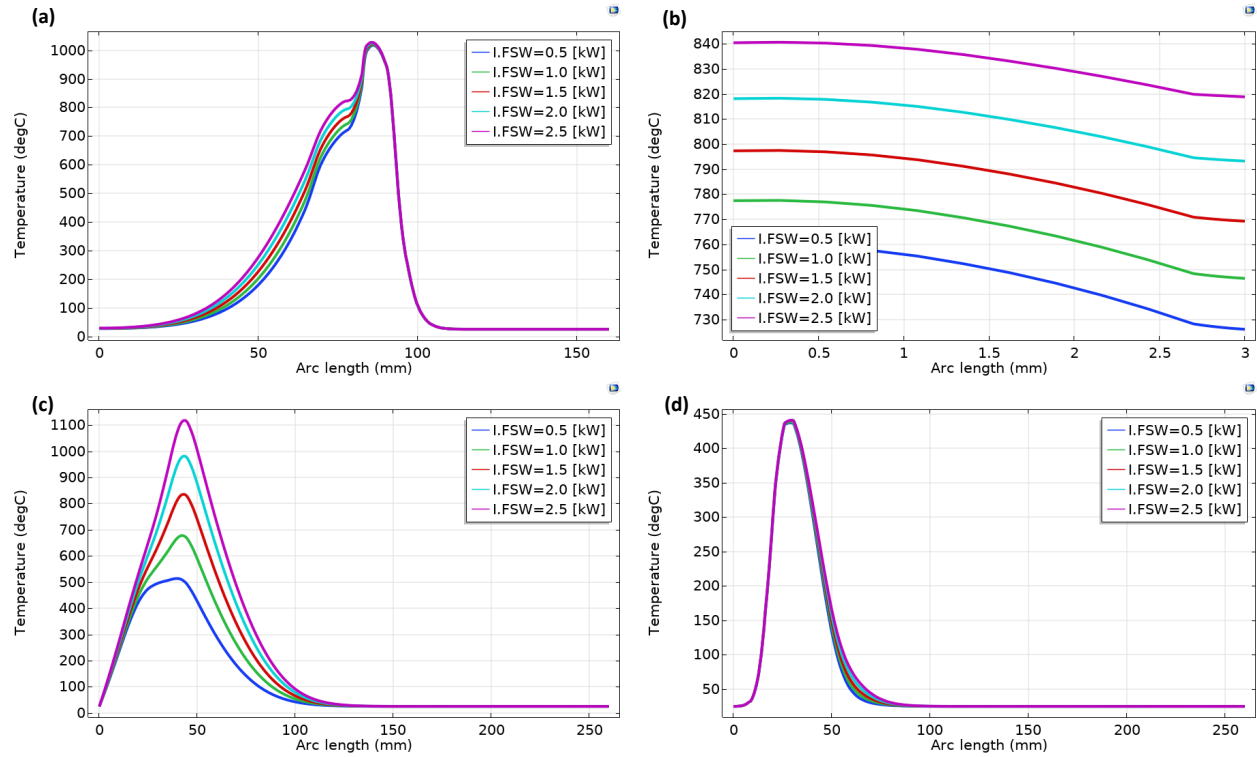 (a)
Temperature (degC)
1000
900
800
700
600
500
400
300
200
100
0
I.FSW=0.5 [kW]
I.FSW=1.0 [kW]
I.FSW=1.5 [kW]
I.FSW=2.0 [kW]
I.FSW=2.5 [kW]
0 50 100 150
Arc length (mm)
(b)
Temperature (degC)
840
830
820
810
800
790
780
770
760
750
740
730
I.FSW=0.5 [kW]
I.FSW=1.0 [kW]
I.FSW=1.5 [kW]
I.FSW=2.0 [kW]
I.FSW=2.5 [kW]
0 0.5 1 1.5 2 2.5 3
Arc length (mm)
(c)
Temperature (degC)
1100
1000
900
800
700
600
500
400
300
200
100
0
I.FSW=0.5 [kW]
I.FSW=1.0 [kW]
I.FSW=1.5 [kW]
I.FSW=2.0 [kW]
I.FSW=2.5 [kW]
0 50 100 150 200 250
Arc length (mm)
(d)
Temperature (degC)
450
400
350
300
250
200
150
100
50
I.FSW=0.5 [kW]
I.FSW=1.0 [kW]
I.FSW=1.5 [kW]
I.FSW=2.0 [kW]
I.FSW=2.5 [kW]
0 50 100 150 200 250
Arc length (mm)